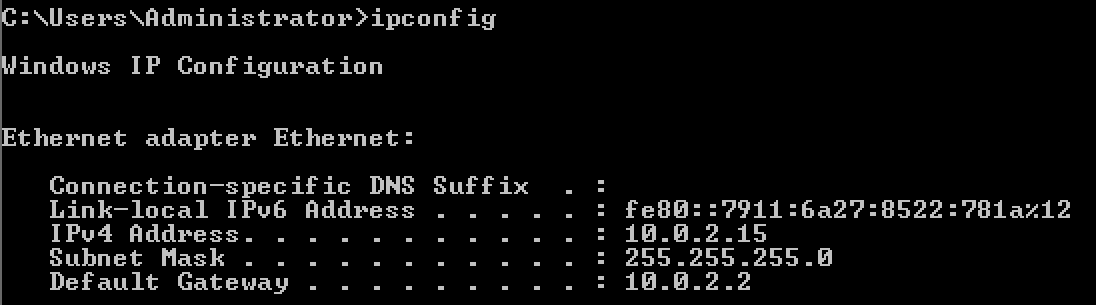 C:\Users\Administrator>ipconfig
Windows IP Configuration
Ethernet adapter Ethernet:
Connection-specific DNS Suffix  . :
Link-local IPv6 Address . . . . . : fe80::7911:6a27:8522:781a%12
IPv4 Address. . . . . . . . . . . : 10.0.2.15
Subnet Mask . . . . . . . . . . . : 255.255.255.0
Default Gateway . . . . . . . . . : 10.0.2.2